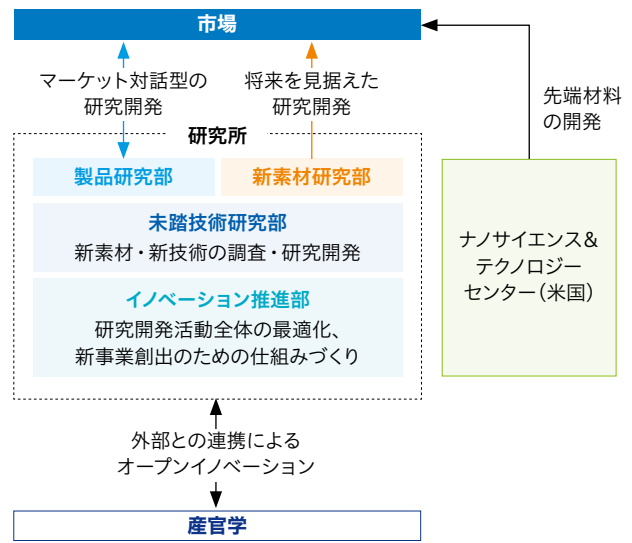 市場
マーケット対話型の
研究開発
将来を見据えた
研究開発
先端材料
の開発
研究所
製品研究部
新素材研究部
未踏技術研究部
新素材・新技術の調査・研究開発
イノベーション推進部
研究開発活動全体の最適化、
新事業創出のための仕組みづくり
ナノサイエンス&
テクノロジー
センター(米国)
外部との連携による
オープンイノベーション
産官学